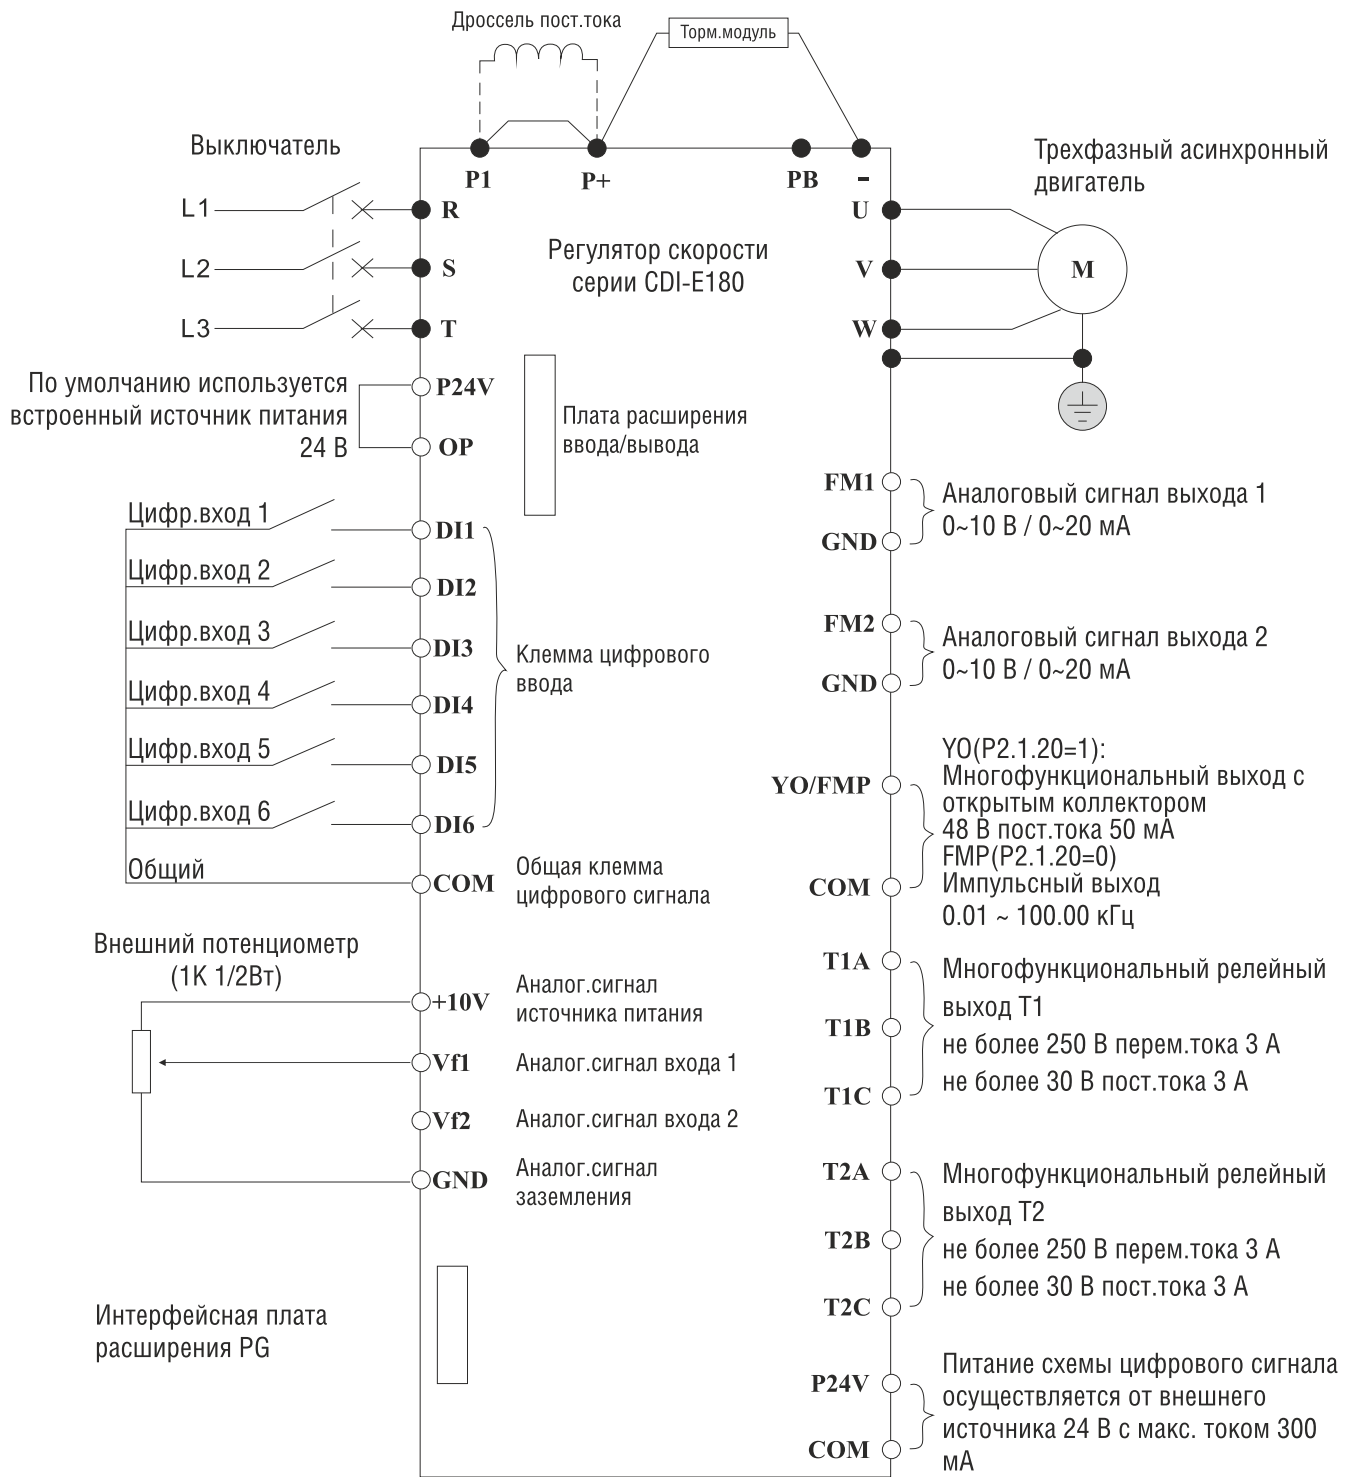 Дроссель пост.тока
Торм.модуль
Выключатель
P1
P+
PB
-
Трехфазный асинхронный
двигатель
L1
R
U
L2
S
V
M
L3
T
W
Регулятор скорости
серии CDI-E180
По умолчанию используется
встроенный источник питания
24 В
P24V
OP
Плата расширения
ввода/вывода
Цифр.вход 1
DI1
Цифр.вход 2
DI2
Цифр.вход 3
DI3
Цифр.вход 4
DI4
Цифр.вход 5
DI5
Цифр.вход 6
DI6
Общий
COM
Клемма цифрового
ввода
Общая клемма
цифрового сигнала
Внешний потенциометр
(1К 1/2Вт)
+10V
Аналог.сигнал
источника питания
Vf1
Аналог.сигнал входа 1
Vf2
Аналог.сигнал входа 2
GND
Аналог.сигнал
заземления
Интерфейсная плата
расширения PG
FM1
GND
Аналоговый сигнал выхода 1
0~10 В / 0~20 мА
FM2
GND
Аналоговый сигнал выхода 2
0~10 В / 0~20 мА
YO/FMP
COM
YO(P2.1.20=1):
Многофункциональный выход с
открытым коллектором
48 В пост.тока 50 мА
FMP(P2.1.20=0)
Импульсный выход
0.01 ~ 100.00 кГц
T1A
T1B
T1C
Многофункциональный релейный
выход Т1
не более 250 В перем.тока 3 А
не более 30 В пост.тока 3 А
T2A
T2B
T2C
Многофункциональный релейный
выход Т2
не более 250 В перем.тока 3 А
не более 30 В пост.тока 3 А
P24V
COM
Питание схемы цифрового сигнала
осуществляется от внешнего
источника 24 В с макс. током 300
мА